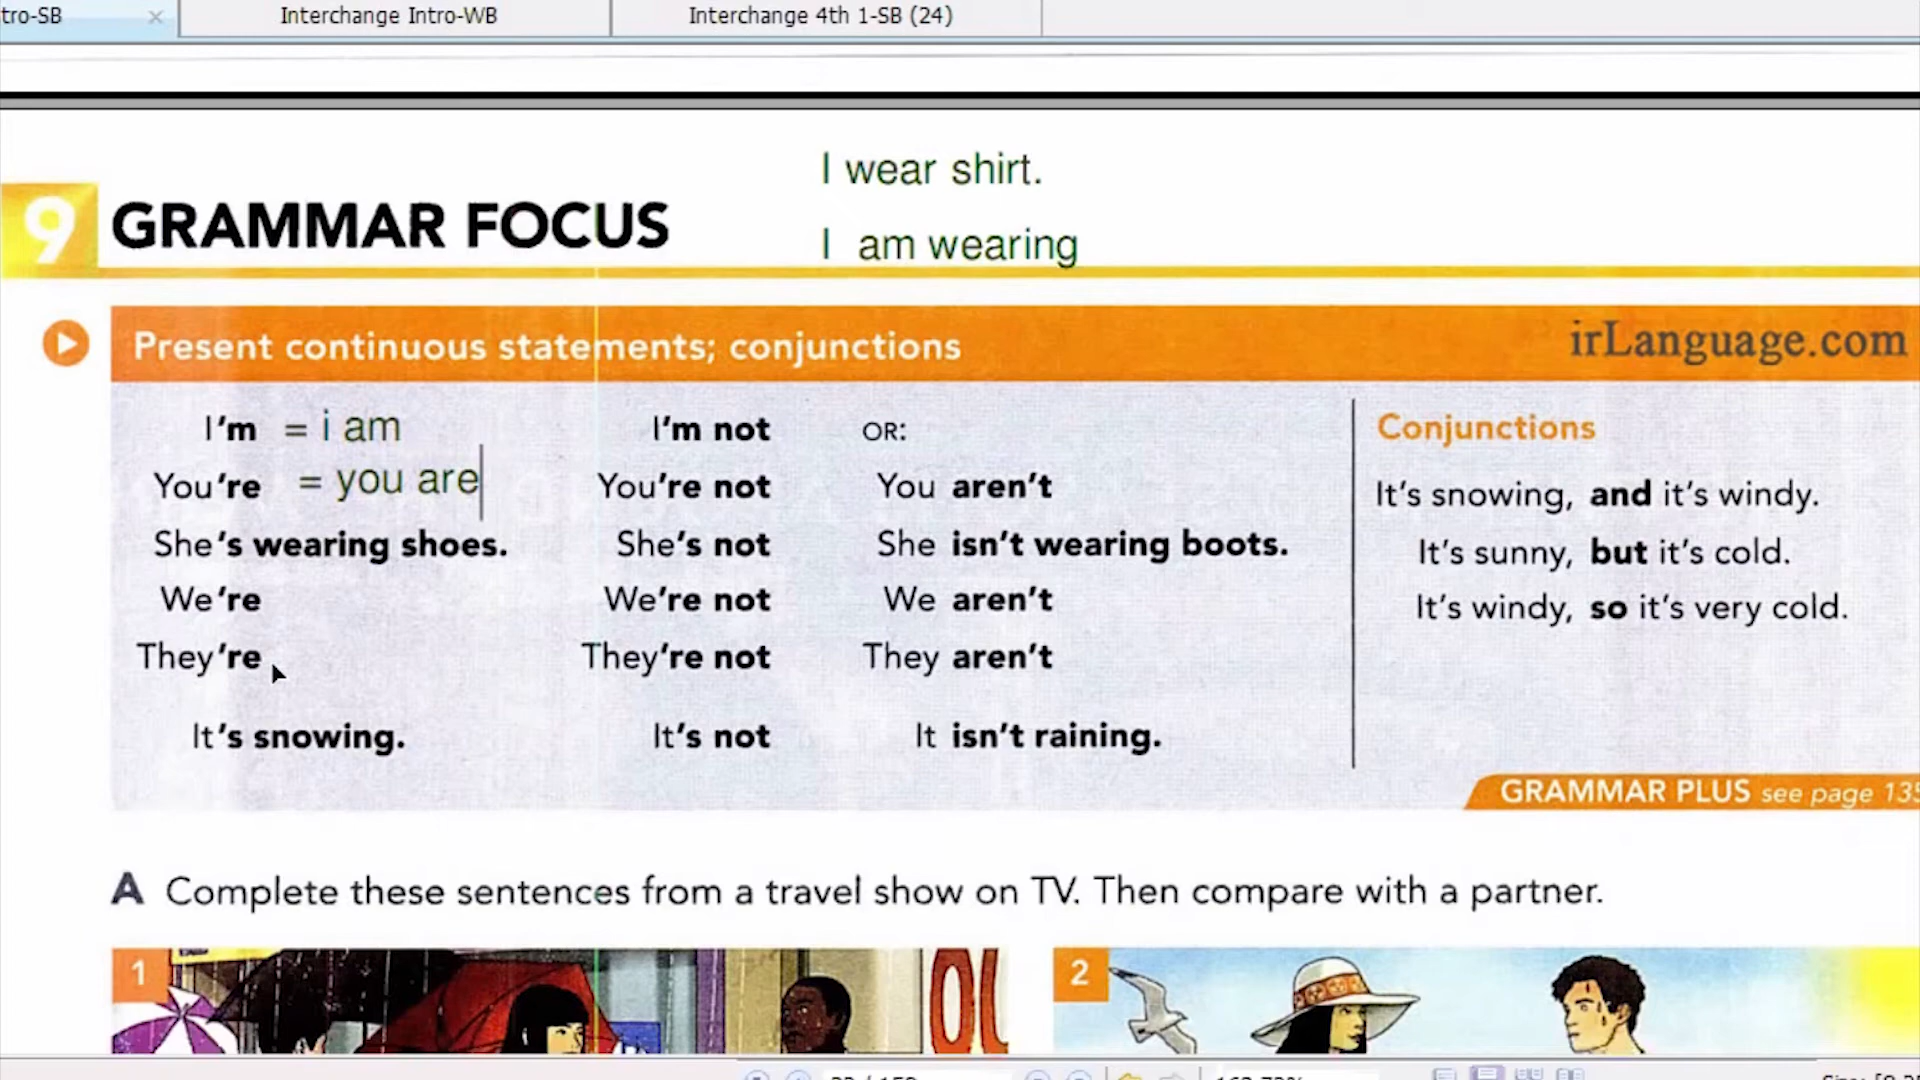 tro-SB
Interchange Intro-WB
Interchange 4th 1-SB (24)
I wear shirt.
9 GRAMMAR FOCUS
I am wearing
Present continuous statements; conjunctions
irLanguage.com
I'm = i am I'm not OR: Conjunctions
You're = you are You're not You aren't It's snowing, and it's windy.
She's wearing shoes. She's not She isn't wearing boots. It's sunny, but it's cold.
We're We're not We aren't It's windy, so it's very cold.
They're They're not They aren't
It's snowing. It's not It isn't raining.
GRAMMAR PLUS see page 135
A Complete these sentences from a travel show on TV. Then compare with a partner.
1
2